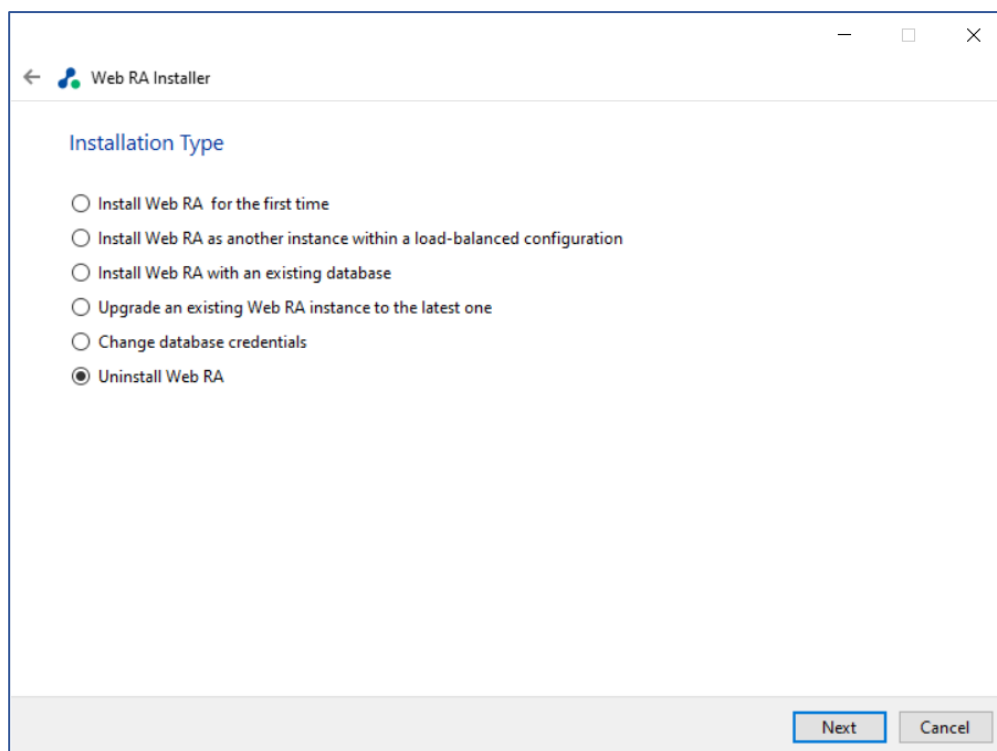 Web RA Installer
Installation Type
Install Web RA  for the first time
Install Web RA as another instance within a load-balanced configuration
Install Web RA with an existing database
Upgrade an existing Web RA instance to the latest one
Change database credentials
Uninstall Web RA
Next
Cancel